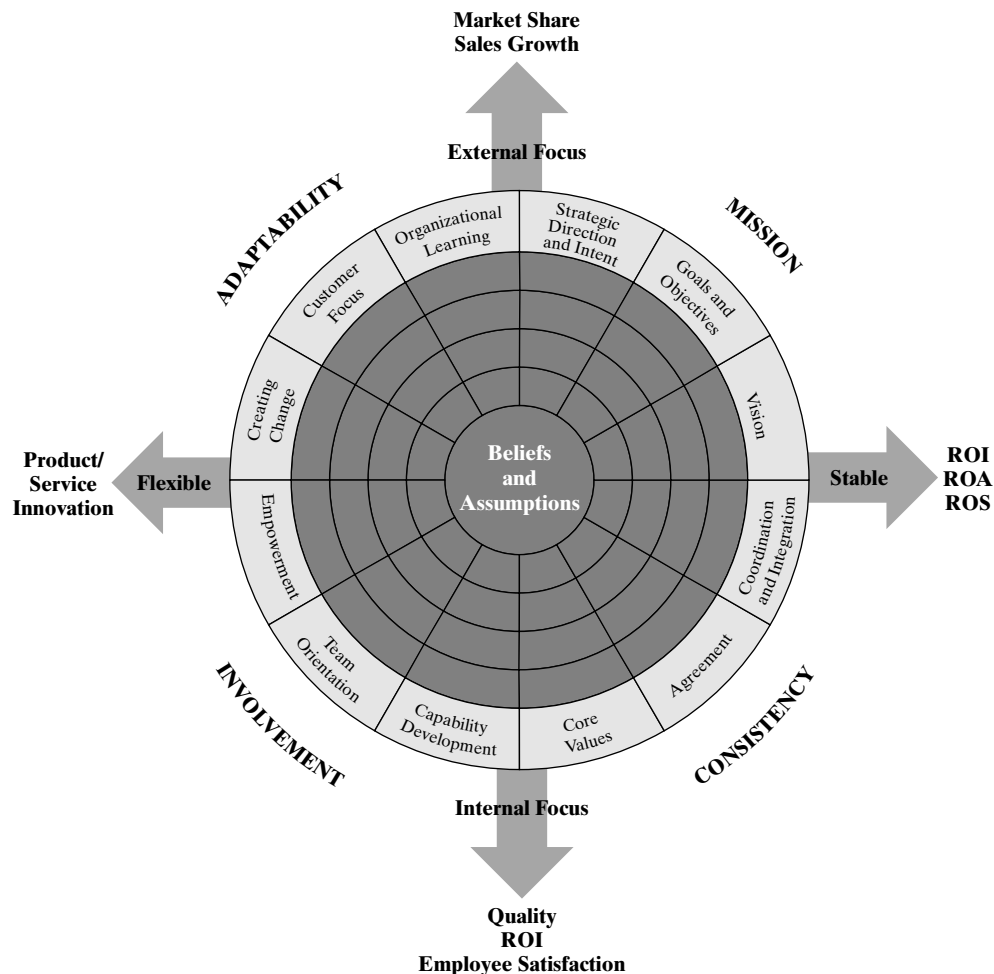 Market Share
Sales Growth
External Focus
ADAPTABILITY
MISSION
Organizational
Learning
Strategic
Direction
and Intent
Customer
Focus
Goals and
Objectives
Creating
Change
Vision
Beliefs
and
Assumptions
Product/
Service
Innovation
Flexible
Stable
ROI
ROA
ROS
Empowerment
Coordination
and Integration
Team
Orientation
Agreement
Capability
Development
Core
Values
INVOLVEMENT
CONSISTENCY
Internal Focus
Quality
ROI
Employee Satisfaction